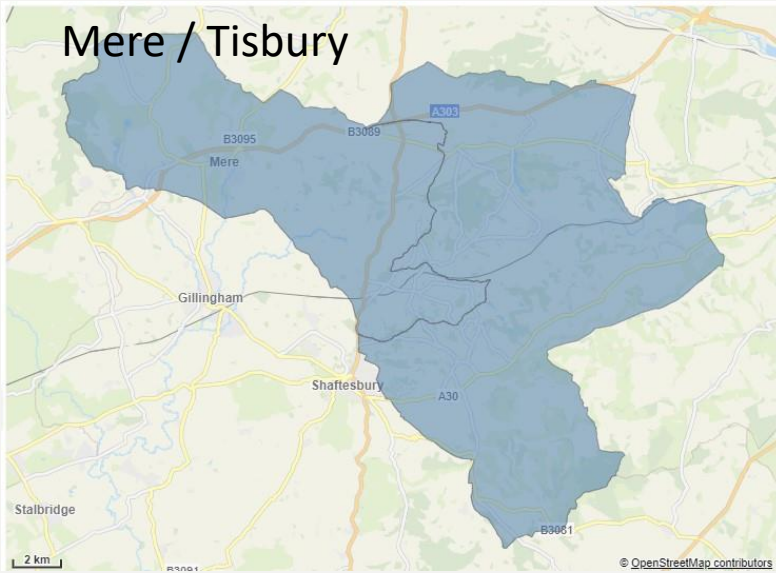 Mere / Tisbury
A303
B3095
B3089
Mere
Gillingham
Shaftesbury
A30
Stalbridge
B3081
2 km
B3091
© OpenStreetMap contributors